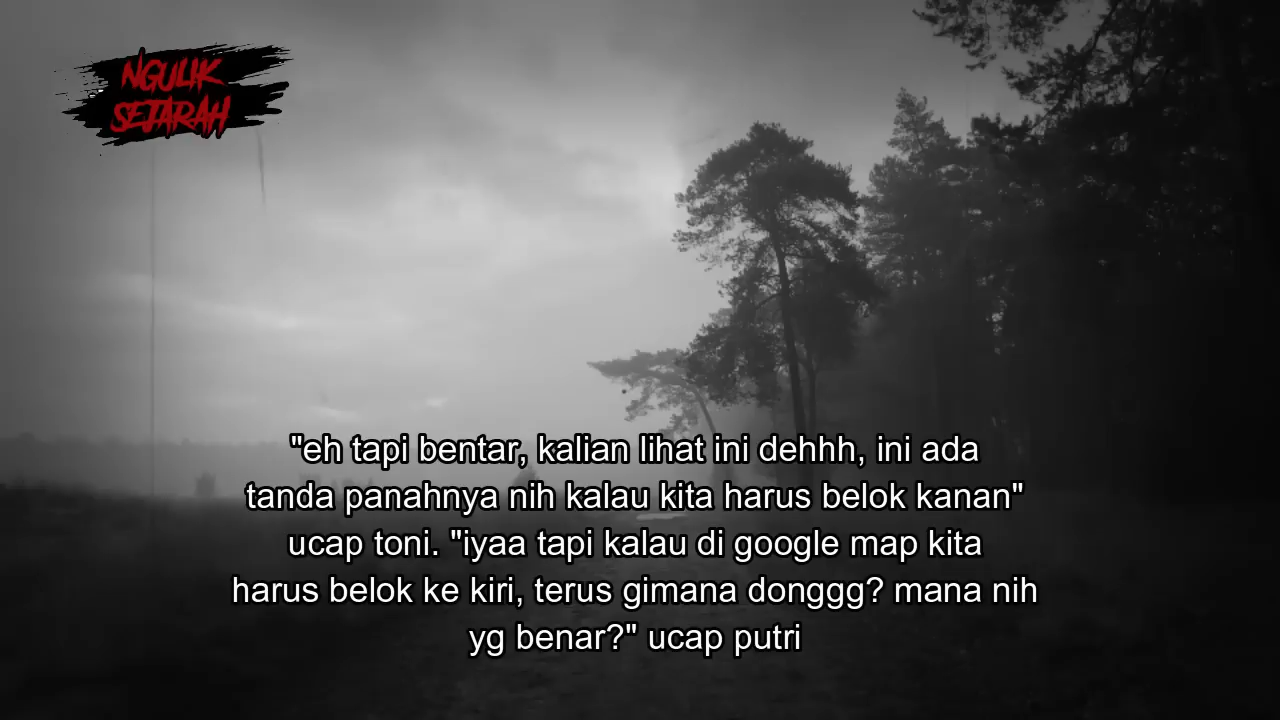 NGULIK
SEJARAH
"eh tapi bentar, kalian lihat ini dehhh, ini ada
tanda panahnya nih kalau kita harus belok kanan"
ucap toni. "iyaa tapi kalau di google map kita
harus belok ke kiri, terus gimana donggg? mana nih
yg benar?" ucap putri